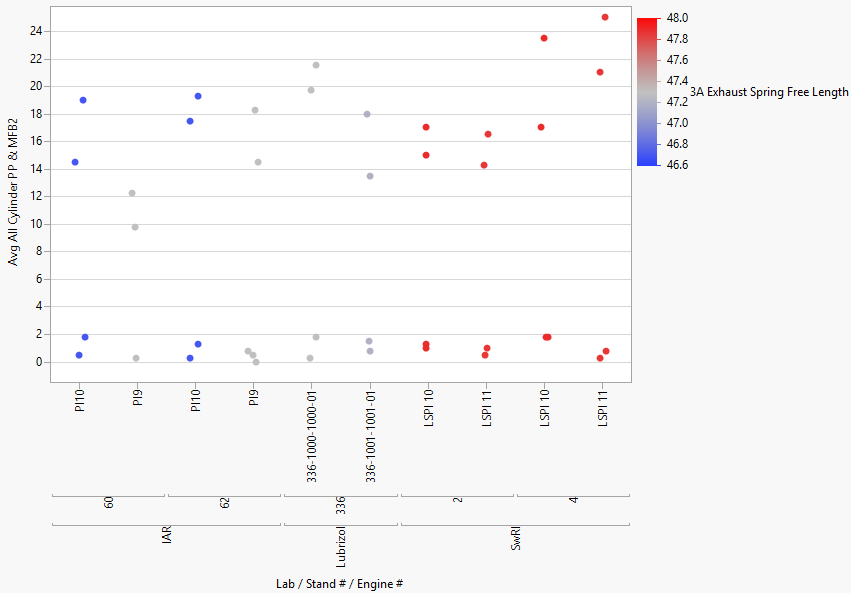 24
22
20
18
16
14
12
10
8
6
4
2
0
Avg All Cylinder PP & MFB2
48.0
47.8
47.6
47.4
47.2
47.0
46.8
46.6
3A Exhaust Spring Free Length
PI10
PI9
PI10
PI9
336-1000-1000-01
336-1001-1001-01
LSPI 10
LSPI 11
LSPI 10
LSPI 11
60
62
336
2
4
IAR
Lubrizol
SwRI
Lab / Stand # / Engine #